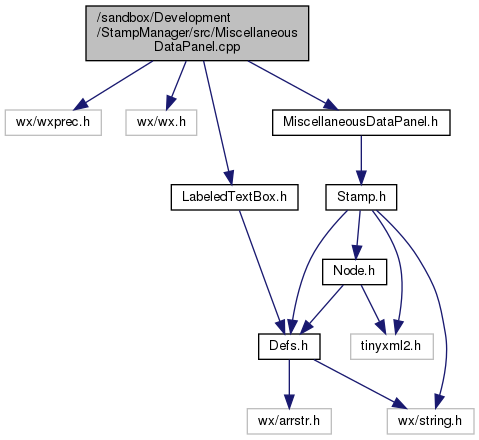 /sandbox/Development
/StampManager/src/Miscellaneous
DataPanel.cpp
wx/wxprec.h
wx/wx.h
MiscellaneousDataPanel.h
LabeledTextBox.h
Stamp.h
Node.h
Defs.h
tinyxml2.h
wx/arrstr.h
wx/string.h